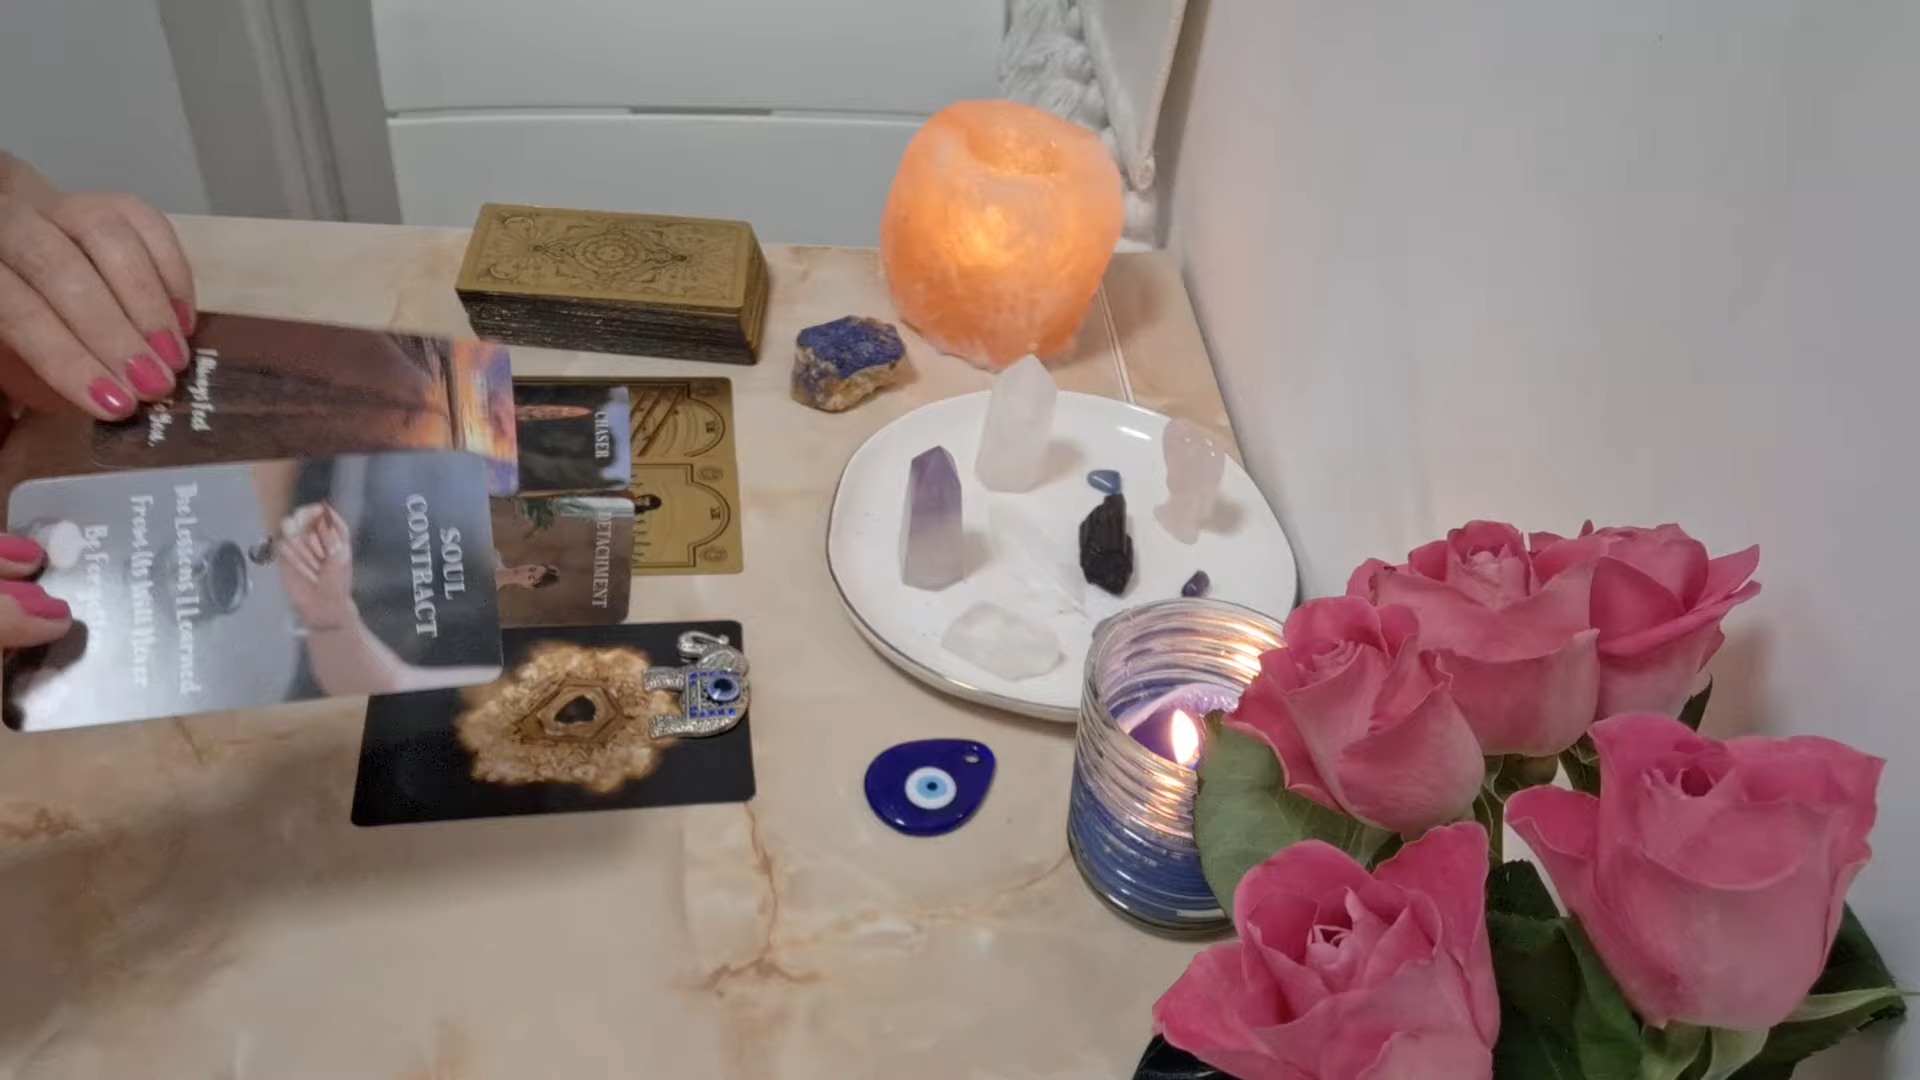 I Always Feel
You,
CHASER
DETACHMENT
SOUL
CONTRACT
The Lessons I Learned
From Us Will Never
Be Forgotten